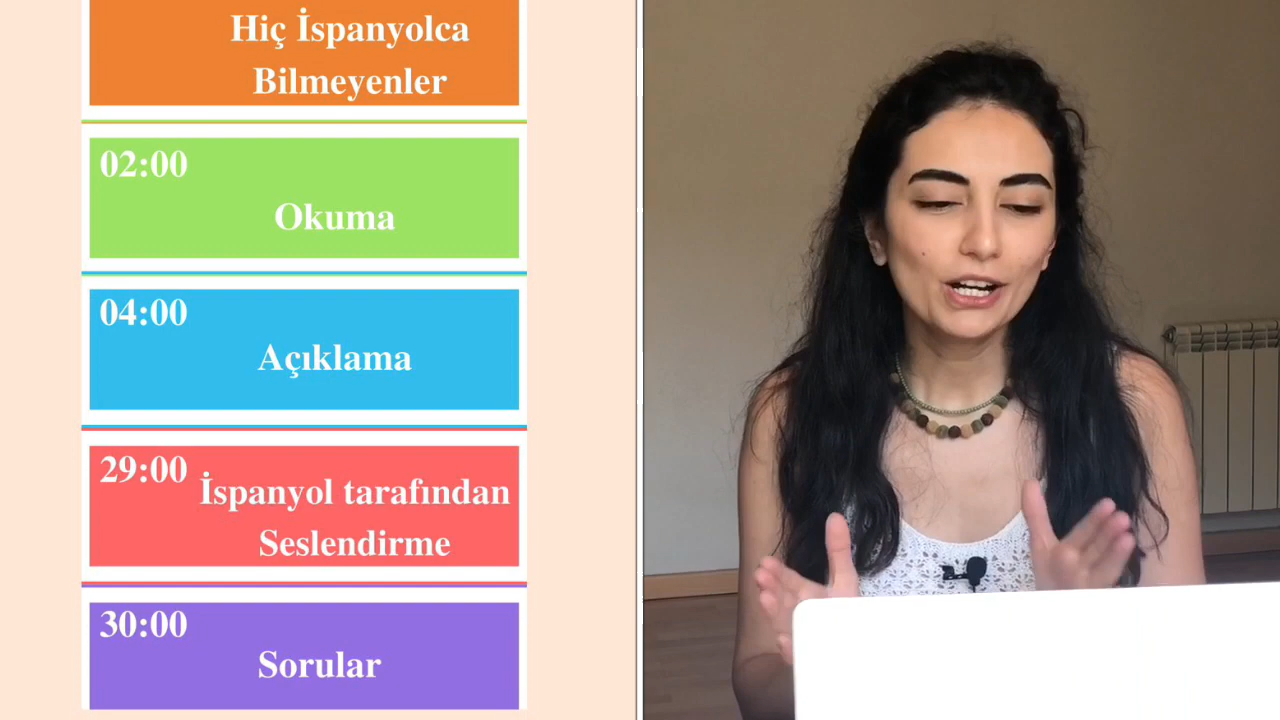 Hiç İspanyolca
Bilmeyenler
02:00
Okuma
04:00
Açıklama
29:00
İspanyol tarafından
Seslendirme
30:00
Sorular